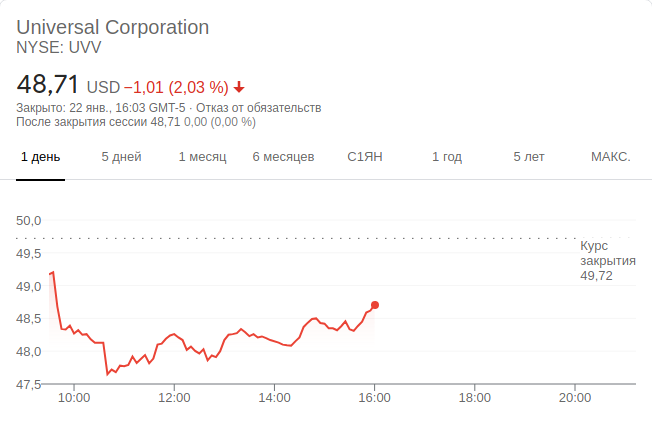 Universal Corporation
NYSE: UVV
48,71 USD −1,01 (2,03 %)
Закрыто: 22 янв., 16:03 GMT-5 · Отказ от обязательств
После закрытия сессии 48,71 0,00 (0,00 %)
1 день 5 дней 1 месяц 6 месяцев С1ЯН 1 год 5 лет МАКС.
50,0
Курс
закрытия
49,72
49,5
49,0
48,5
48,0
47,5
10:00 12:00 14:00 16:00 18:00 20:00